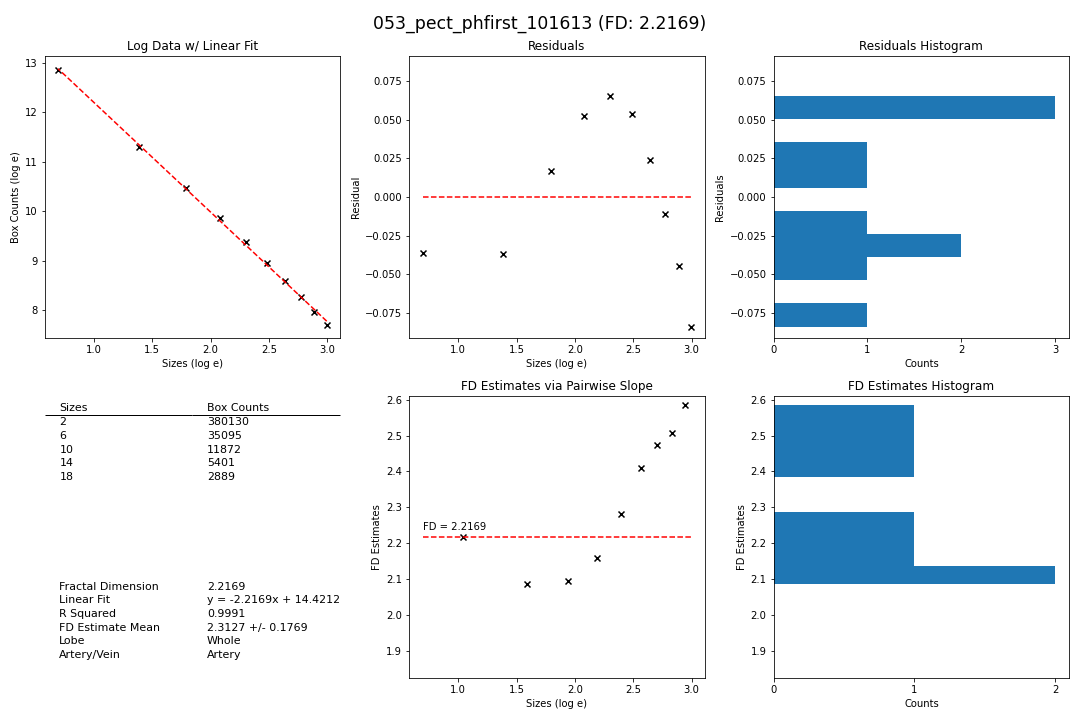 053_pect_phfirst_101613 (FD: 2.2169)
Log Data w/ Linear Fit
13
12
11
10
9
8
Box Counts (log e)
1.0 1.5 2.0 2.5 3.0
Sizes (log e)
Residuals
0.075
0.050
0.025
0.000
−0.025
−0.050
−0.075
Residual
1.0 1.5 2.0 2.5 3.0
Sizes (log e)
Residuals Histogram
0.075
0.050
0.025
0.000
−0.025
−0.050
−0.075
Residuals
0 1 2 3
Counts
Sizes Box Counts
2 380130
6 35095
10 11872
14 5401
18 2889
Fractal Dimension 2.2169
Linear Fit y = -2.2169x + 14.4212
R Squared 0.9991
FD Estimate Mean 2.3127 +/- 0.1769
Lobe Whole
Artery/Vein Artery
FD Estimates via Pairwise Slope
2.6
2.5
2.4
2.3
2.2
2.1
2.0
1.9
FD Estimates
FD = 2.2169
1.0 1.5 2.0 2.5 3.0
Sizes (log e)
FD Estimates Histogram
2.6
2.5
2.4
2.3
2.2
2.1
2.0
1.9
FD Estimates
0 1 2
Counts